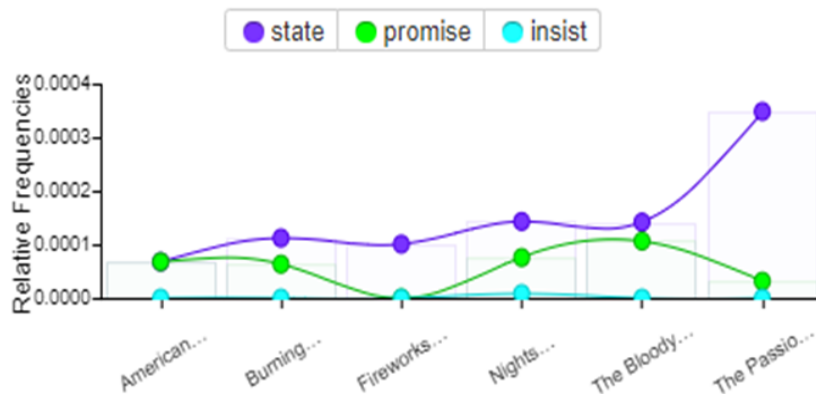 state promise insist
Relative Frequencies
0.0004
0.0003
0.0002
0.0001
0.0000
American... Burning... Fireworks... Nights... The Bloody... The Passio...